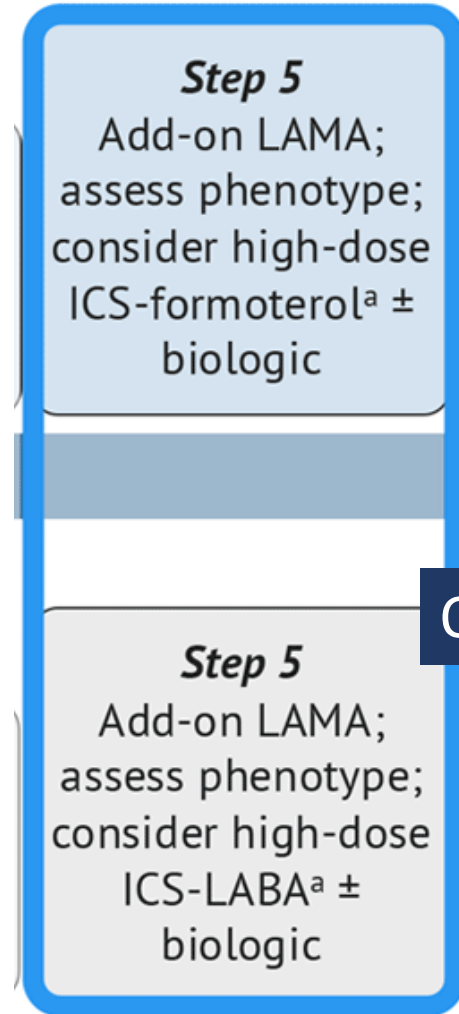 Step 5
Add-on LAMA;
assess phenotype;
consider high-dose
ICS-formoterolᵃ ±
biologic
Step 5
Add-on LAMA;
assess phenotype;
consider high-dose
ICS-LABAᵃ ±
biologic